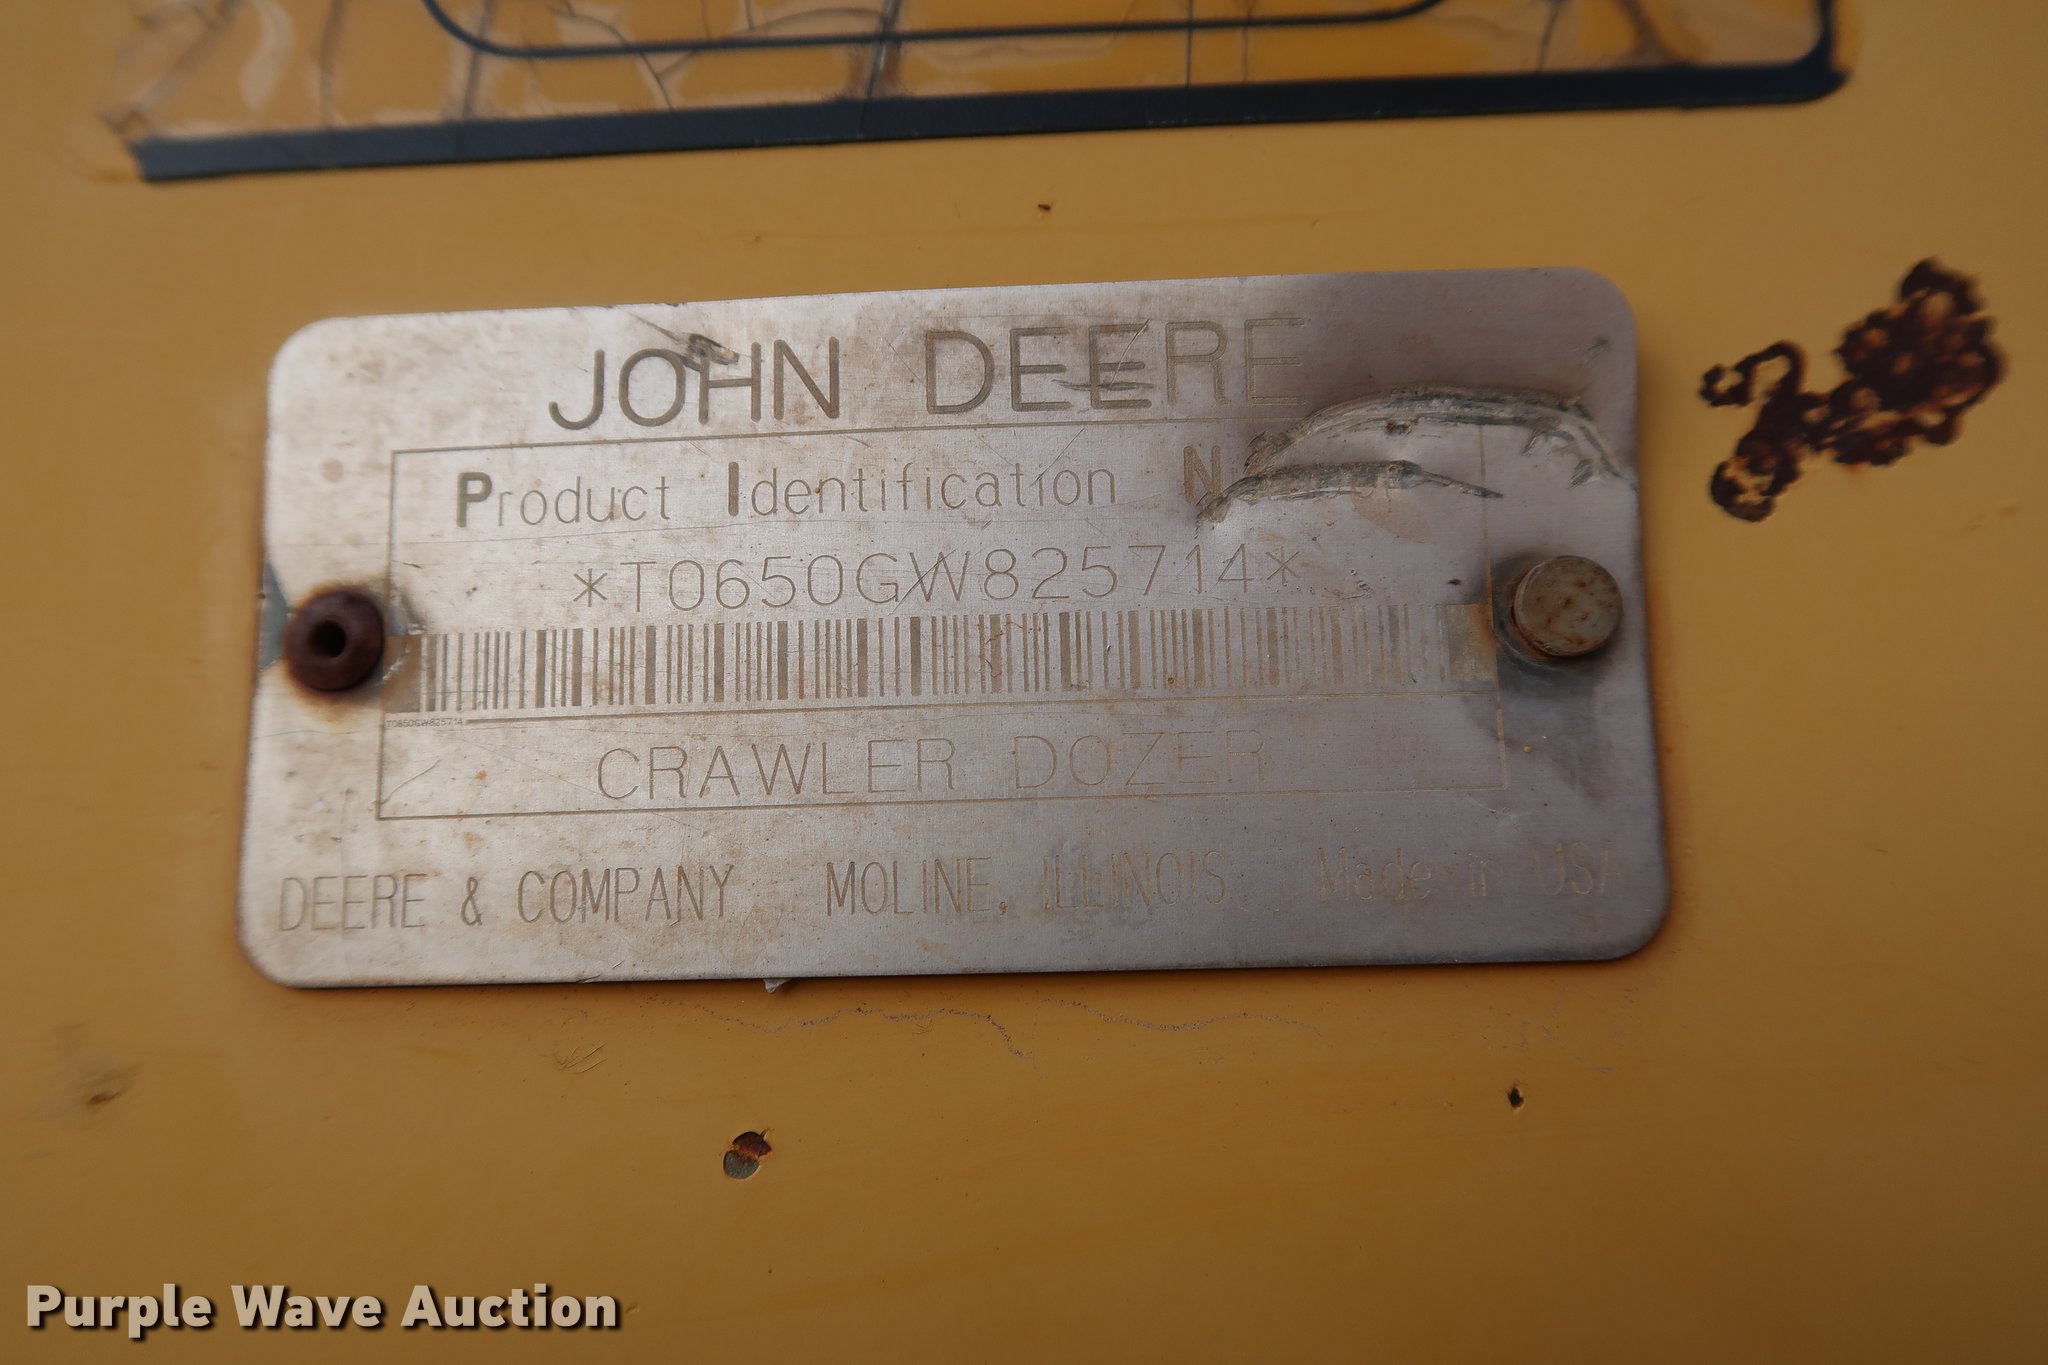 JOHN DEERE
Product Identification
*T0650GW825714*
T0650GW825714
CRAWLER DOZER
DEERE & COMPANY MOLINE, ILLINOIS Made in USA
Purple Wave Auction